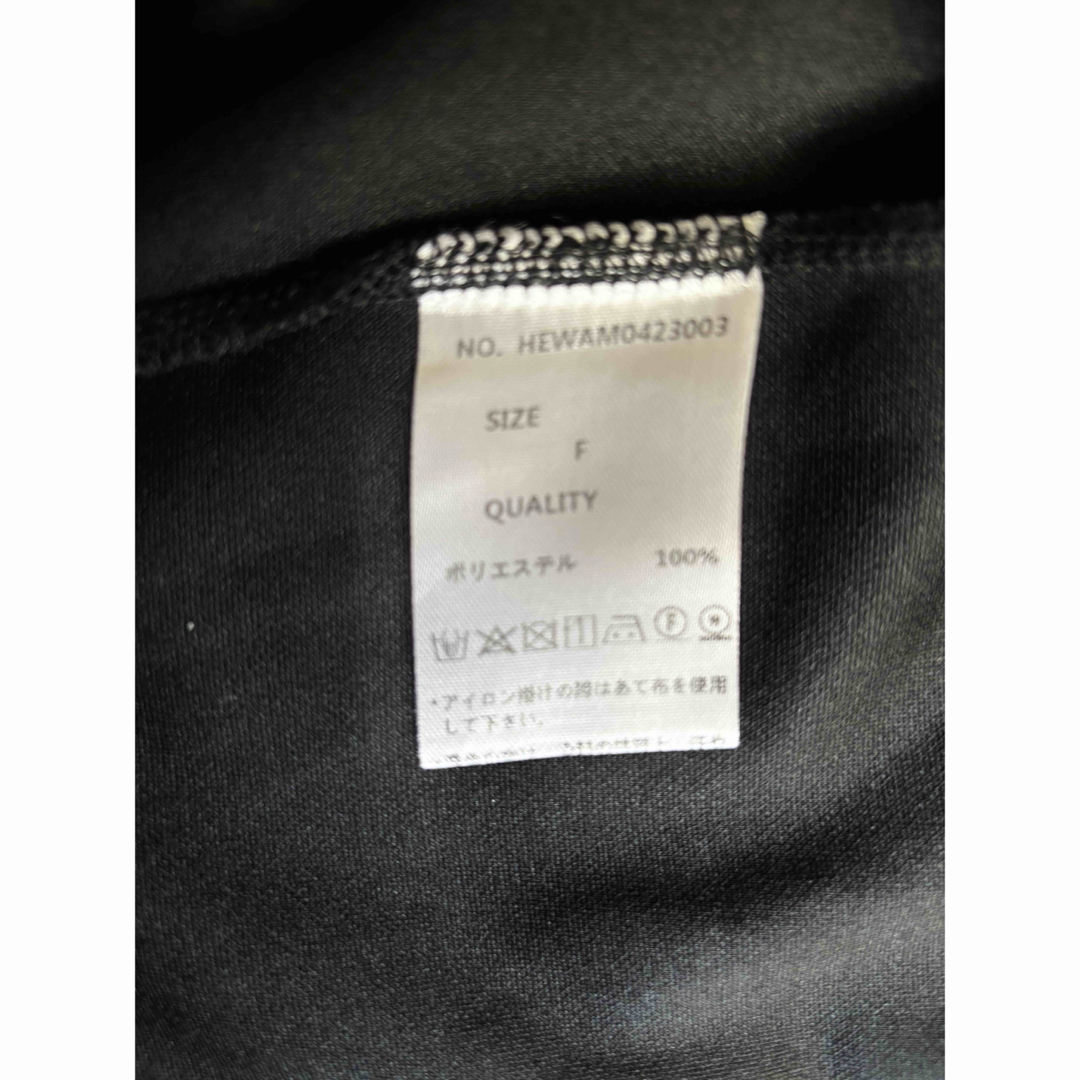 NO. HEWAM0423003
SIZE
F
QUALITY
ポリエステル 100%
F
・アイロン掛けの際はあて布を使用
して下さい。